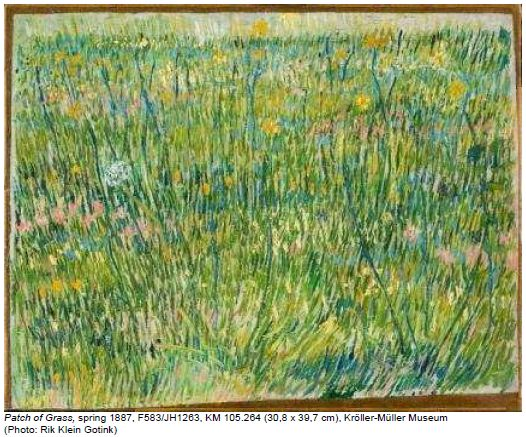 Patch of Grass, spring 1887, F583/JH1263, KM 105.264 (30,8 x 39,7 cm), Kröller-Müller Museum
(Photo: Rik Klein Gotink)